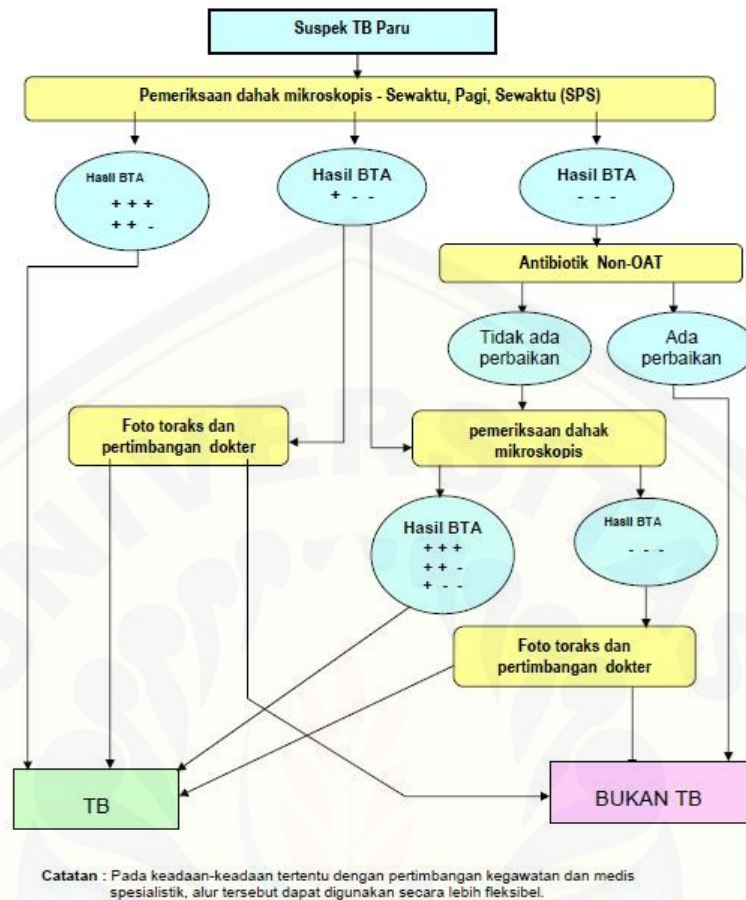 Suspek TB Paru
Pemeriksaan dahak mikroskopis - Sewaktu, Pagi, Sewaktu (SPS)
Hasil BTA
+ + +
+ + -
Hasil BTA
+ - -
Hasil BTA
- - -
Antibiotik Non-OAT
Tidak ada
perbaikan
Ada
perbaikan
Foto toraks dan
pertimbangan dokter
pemeriksaan dahak
mikroskopis
Hasil BTA
+ + +
+ + -
+ - -
Hasil BTA
- - -
Foto toraks dan
pertimbangan dokter
TB
BUKAN TB
Catatan : Pada keadaan-keadaan tertentu dengan pertimbangan kegawatan dan medis
spesialistik, alur tersebut dapat digunakan secara lebih fleksibel.
UNIVERSITAS